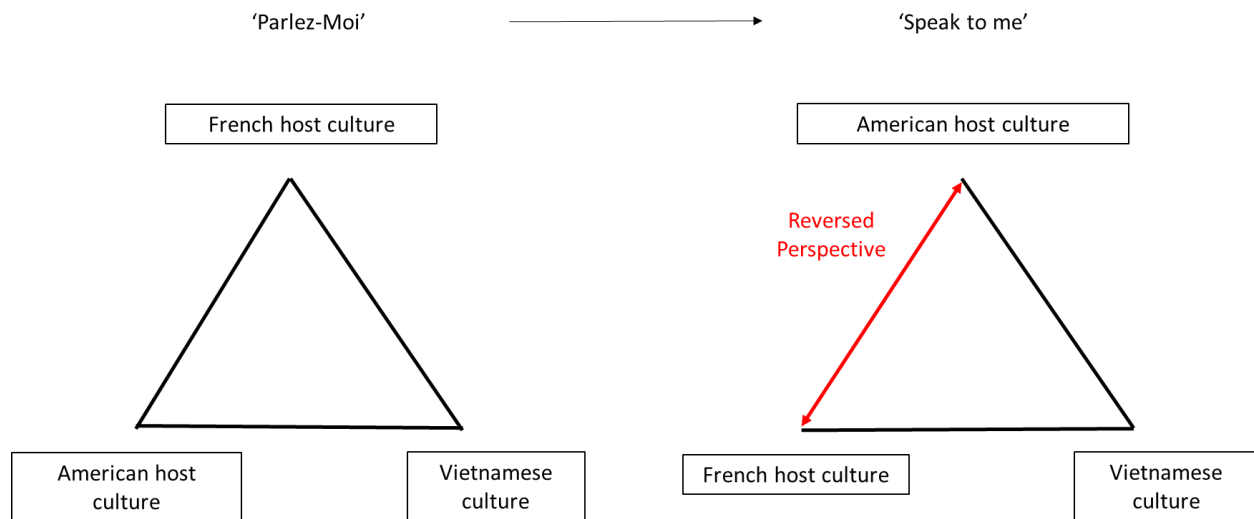 ‘Parlez-Moi’
‘Speak to me’
French host culture
American host culture
Reversed
Perspective
American host
culture
Vietnamese
culture
French host culture
Vietnamese
culture